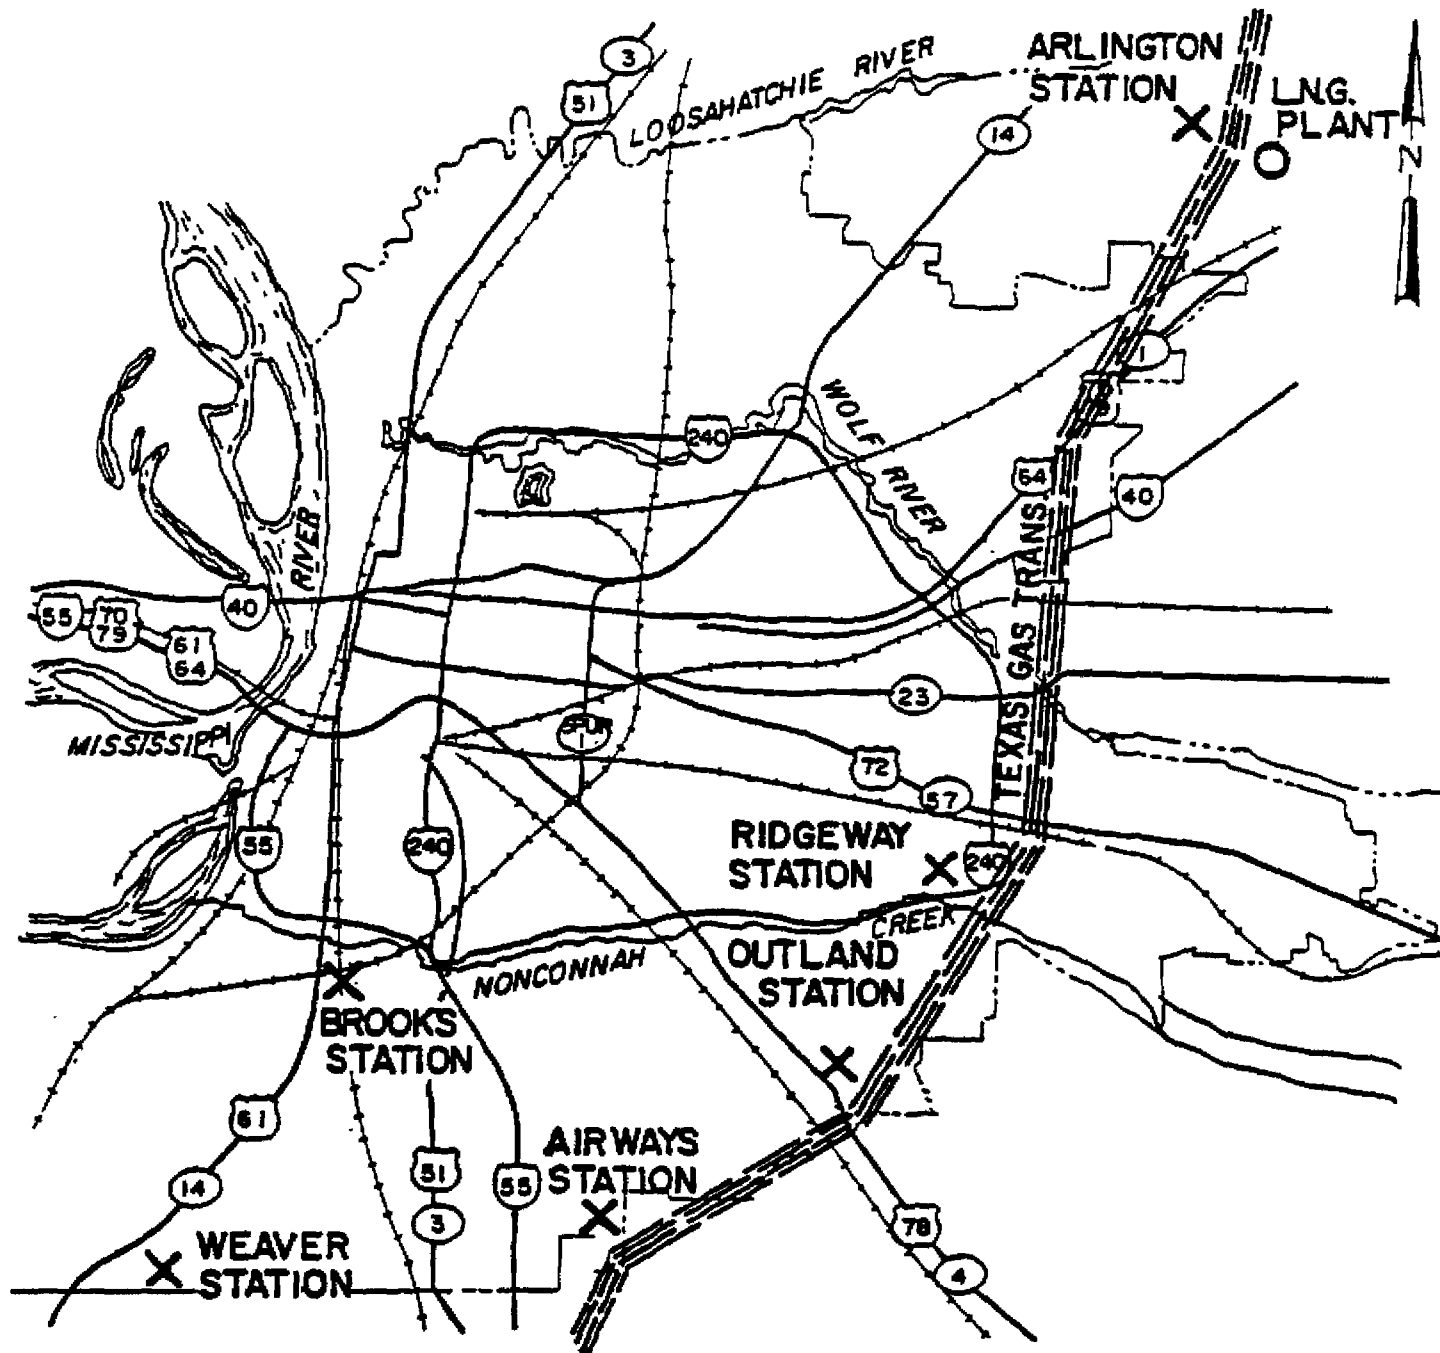 ARLINGTON
STATION
L.N.G.
PLANT
N
3
51
LOOSAHATCHIE RIVER
14
1
WOLF RIVER
240
64
40
RIVER
40
55
70
79
61
64
TEXAS GAS TRANS.
23
MISSISSIPPI
SPUR
1
72
57
55
240
RIDGEWAY
STATION
240
CREEK
NONCONNAH
OUTLAND
STATION
BROOKS
STATION
61
14
51
3
55
AIRWAYS
STATION
78
4
WEAVER
STATION